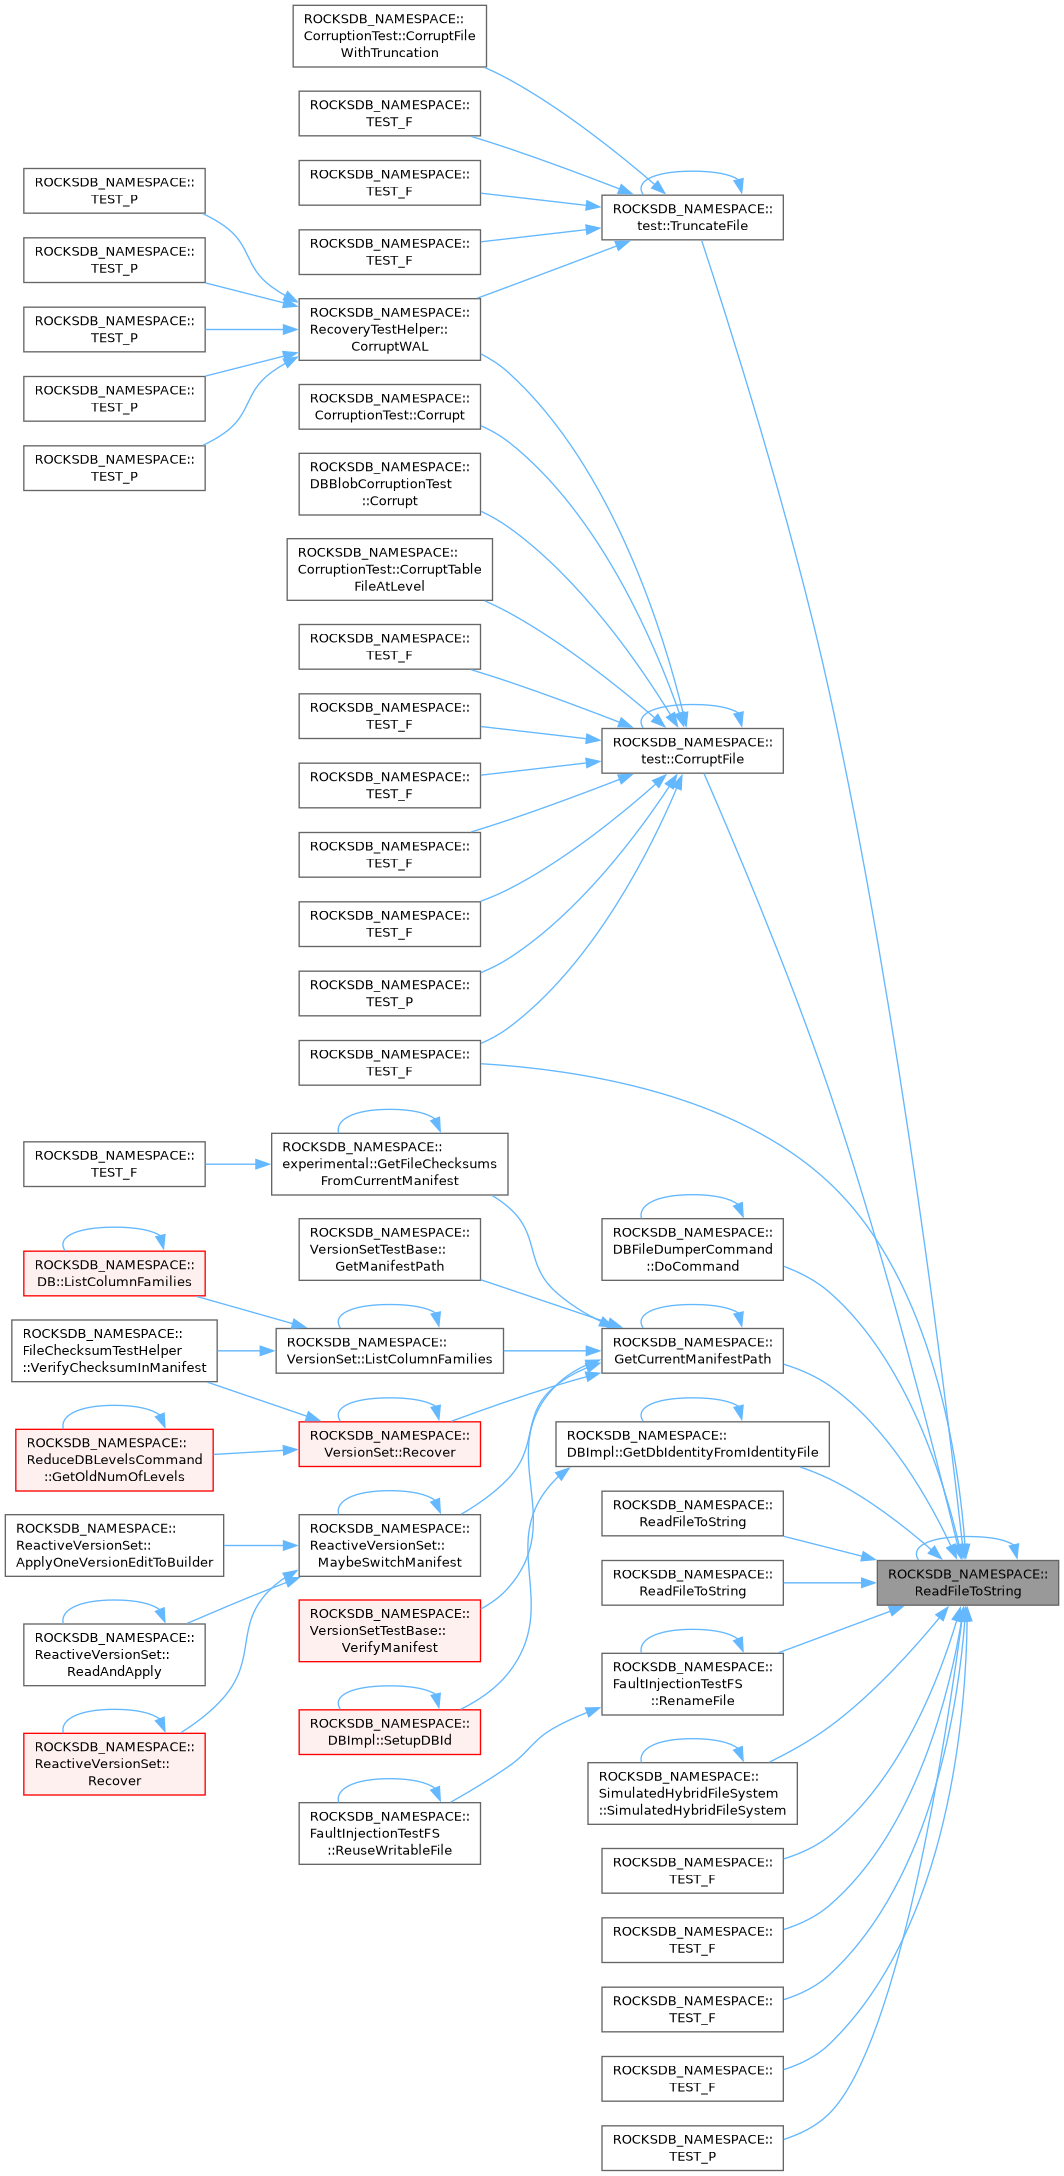 ROCKSDB_NAMESPACE::
CorruptionTest::CorruptFile
WithTruncation
ROCKSDB_NAMESPACE::
TEST_F
ROCKSDB_NAMESPACE::
TEST_F
ROCKSDB_NAMESPACE::
TEST_P
ROCKSDB_NAMESPACE::
test::TruncateFile
ROCKSDB_NAMESPACE::
TEST_F
ROCKSDB_NAMESPACE::
TEST_P
ROCKSDB_NAMESPACE::
RecoveryTestHelper::
CorruptWAL
ROCKSDB_NAMESPACE::
TEST_P
ROCKSDB_NAMESPACE::
TEST_P
ROCKSDB_NAMESPACE::
CorruptionTest::Corrupt
ROCKSDB_NAMESPACE::
TEST_P
ROCKSDB_NAMESPACE::
DBBlobCorruptionTest
::Corrupt
ROCKSDB_NAMESPACE::
CorruptionTest::CorruptTable
FileAtLevel
ROCKSDB_NAMESPACE::
TEST_F
ROCKSDB_NAMESPACE::
TEST_F
ROCKSDB_NAMESPACE::
test::CorruptFile
ROCKSDB_NAMESPACE::
TEST_F
ROCKSDB_NAMESPACE::
TEST_F
ROCKSDB_NAMESPACE::
TEST_F
ROCKSDB_NAMESPACE::
TEST_P
ROCKSDB_NAMESPACE::
TEST_F
ROCKSDB_NAMESPACE::
TEST_F
ROCKSDB_NAMESPACE::
experimental::GetFileChecksums
FromCurrentManifest
ROCKSDB_NAMESPACE::
VersionSetTestBase::
GetManifestPath
ROCKSDB_NAMESPACE::
DBFileDumperCommand
::DoCommand
ROCKSDB_NAMESPACE::
DB::ListColumnFamilies
ROCKSDB_NAMESPACE::
FileChecksumTestHelper
::VerifyChecksumInManifest
ROCKSDB_NAMESPACE::
VersionSet::ListColumnFamilies
ROCKSDB_NAMESPACE::
GetCurrentManifestPath
ROCKSDB_NAMESPACE::
ReduceDBLevelsCommand
::GetOldNumOfLevels
ROCKSDB_NAMESPACE::
VersionSet::Recover
ROCKSDB_NAMESPACE::
DBImpl::GetDbIdentityFromIdentityFile
ROCKSDB_NAMESPACE::
ReadFileToString
ROCKSDB_NAMESPACE::
ReactiveVersionSet::
ApplyOneVersionEditToBuilder
ROCKSDB_NAMESPACE::
ReactiveVersionSet::
MaybeSwitchManifest
ROCKSDB_NAMESPACE::
ReadFileToString
ROCKSDB_NAMESPACE::
ReadFileToString
ROCKSDB_NAMESPACE::
ReactiveVersionSet::
ReadAndApply
ROCKSDB_NAMESPACE::
VersionSetTestBase::
VerifyManifest
ROCKSDB_NAMESPACE::
FaultInjectionTestFS
::RenameFile
ROCKSDB_NAMESPACE::
ReactiveVersionSet::
Recover
ROCKSDB_NAMESPACE::
DBImpl::SetupDBId
ROCKSDB_NAMESPACE::
SimulatedHybridFileSystem
::SimulatedHybridFileSystem
ROCKSDB_NAMESPACE::
FaultInjectionTestFS
::ReuseWritableFile
ROCKSDB_NAMESPACE::
TEST_F
ROCKSDB_NAMESPACE::
TEST_F
ROCKSDB_NAMESPACE::
TEST_F
ROCKSDB_NAMESPACE::
TEST_F
ROCKSDB_NAMESPACE::
TEST_P